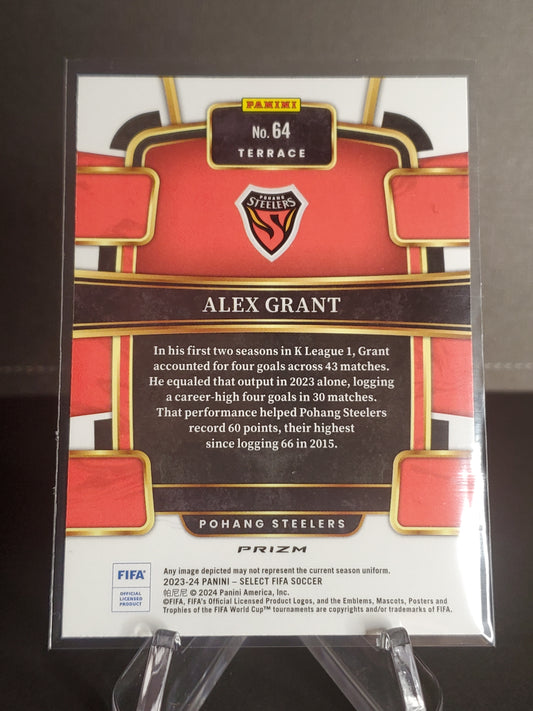 PANINI
No. 64
TERRACE
POHANG
STEELERS
ALEX GRANT
In his first two seasons in K League 1, Grant
accounted for four goals across 43 matches.
He equaled that output in 2023 alone, logging
a career-high four goals in 30 matches.
That performance helped Pohang Steelers
record 60 points, their highest
since logging 66 in 2015.
POHANG STEELERS
PRIZM
FIFA®
OFFICIAL
LICENSED
PRODUCT
Any image depicted may not represent the current season uniform.
2023-24 PANINI – SELECT FIFA SOCCER
帕尼尼 © 2024 Panini America, Inc.
©FIFA, FIFA's Official Licensed Product Logos, and the Emblems, Mascots, Posters and
Trophies of the FIFA World Cup™ tournaments are copyrights and/or trademarks of FIFA.